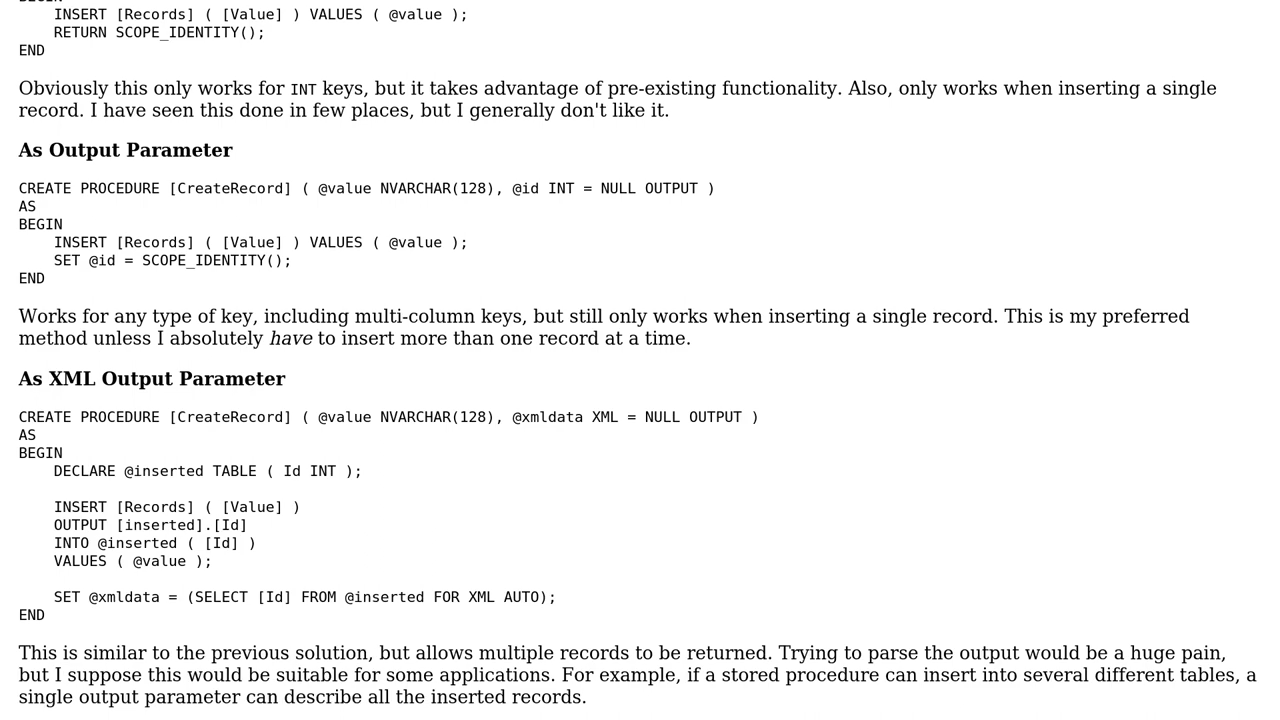 BEGIN
    INSERT [Records] ( [Value] ) VALUES ( @value );
    RETURN SCOPE_IDENTITY();
END
Obviously this only works for INT keys, but it takes advantage of pre-existing functionality. Also, only works when inserting a single
record. I have seen this done in few places, but I generally don't like it.
As Output Parameter
CREATE PROCEDURE [CreateRecord] ( @value NVARCHAR(128), @id INT = NULL OUTPUT )
AS
BEGIN
    INSERT [Records] ( [Value] ) VALUES ( @value );
    SET @id = SCOPE_IDENTITY();
END
Works for any type of key, including multi-column keys, but still only works when inserting a single record. This is my preferred
method unless I absolutely have to insert more than one record at a time.
As XML Output Parameter
CREATE PROCEDURE [CreateRecord] ( @value NVARCHAR(128), @xmldata XML = NULL OUTPUT )
AS
BEGIN
    DECLARE @inserted TABLE ( Id INT );
    INSERT [Records] ( [Value] )
    OUTPUT [inserted].[Id]
    INTO @inserted ( [Id] )
    VALUES ( @value );
    SET @xmldata = (SELECT [Id] FROM @inserted FOR XML AUTO);
END
This is similar to the previous solution, but allows multiple records to be returned. Trying to parse the output would be a huge pain,
but I suppose this would be suitable for some applications. For example, if a stored procedure can insert into several different tables, a
single output parameter can describe all the inserted records.